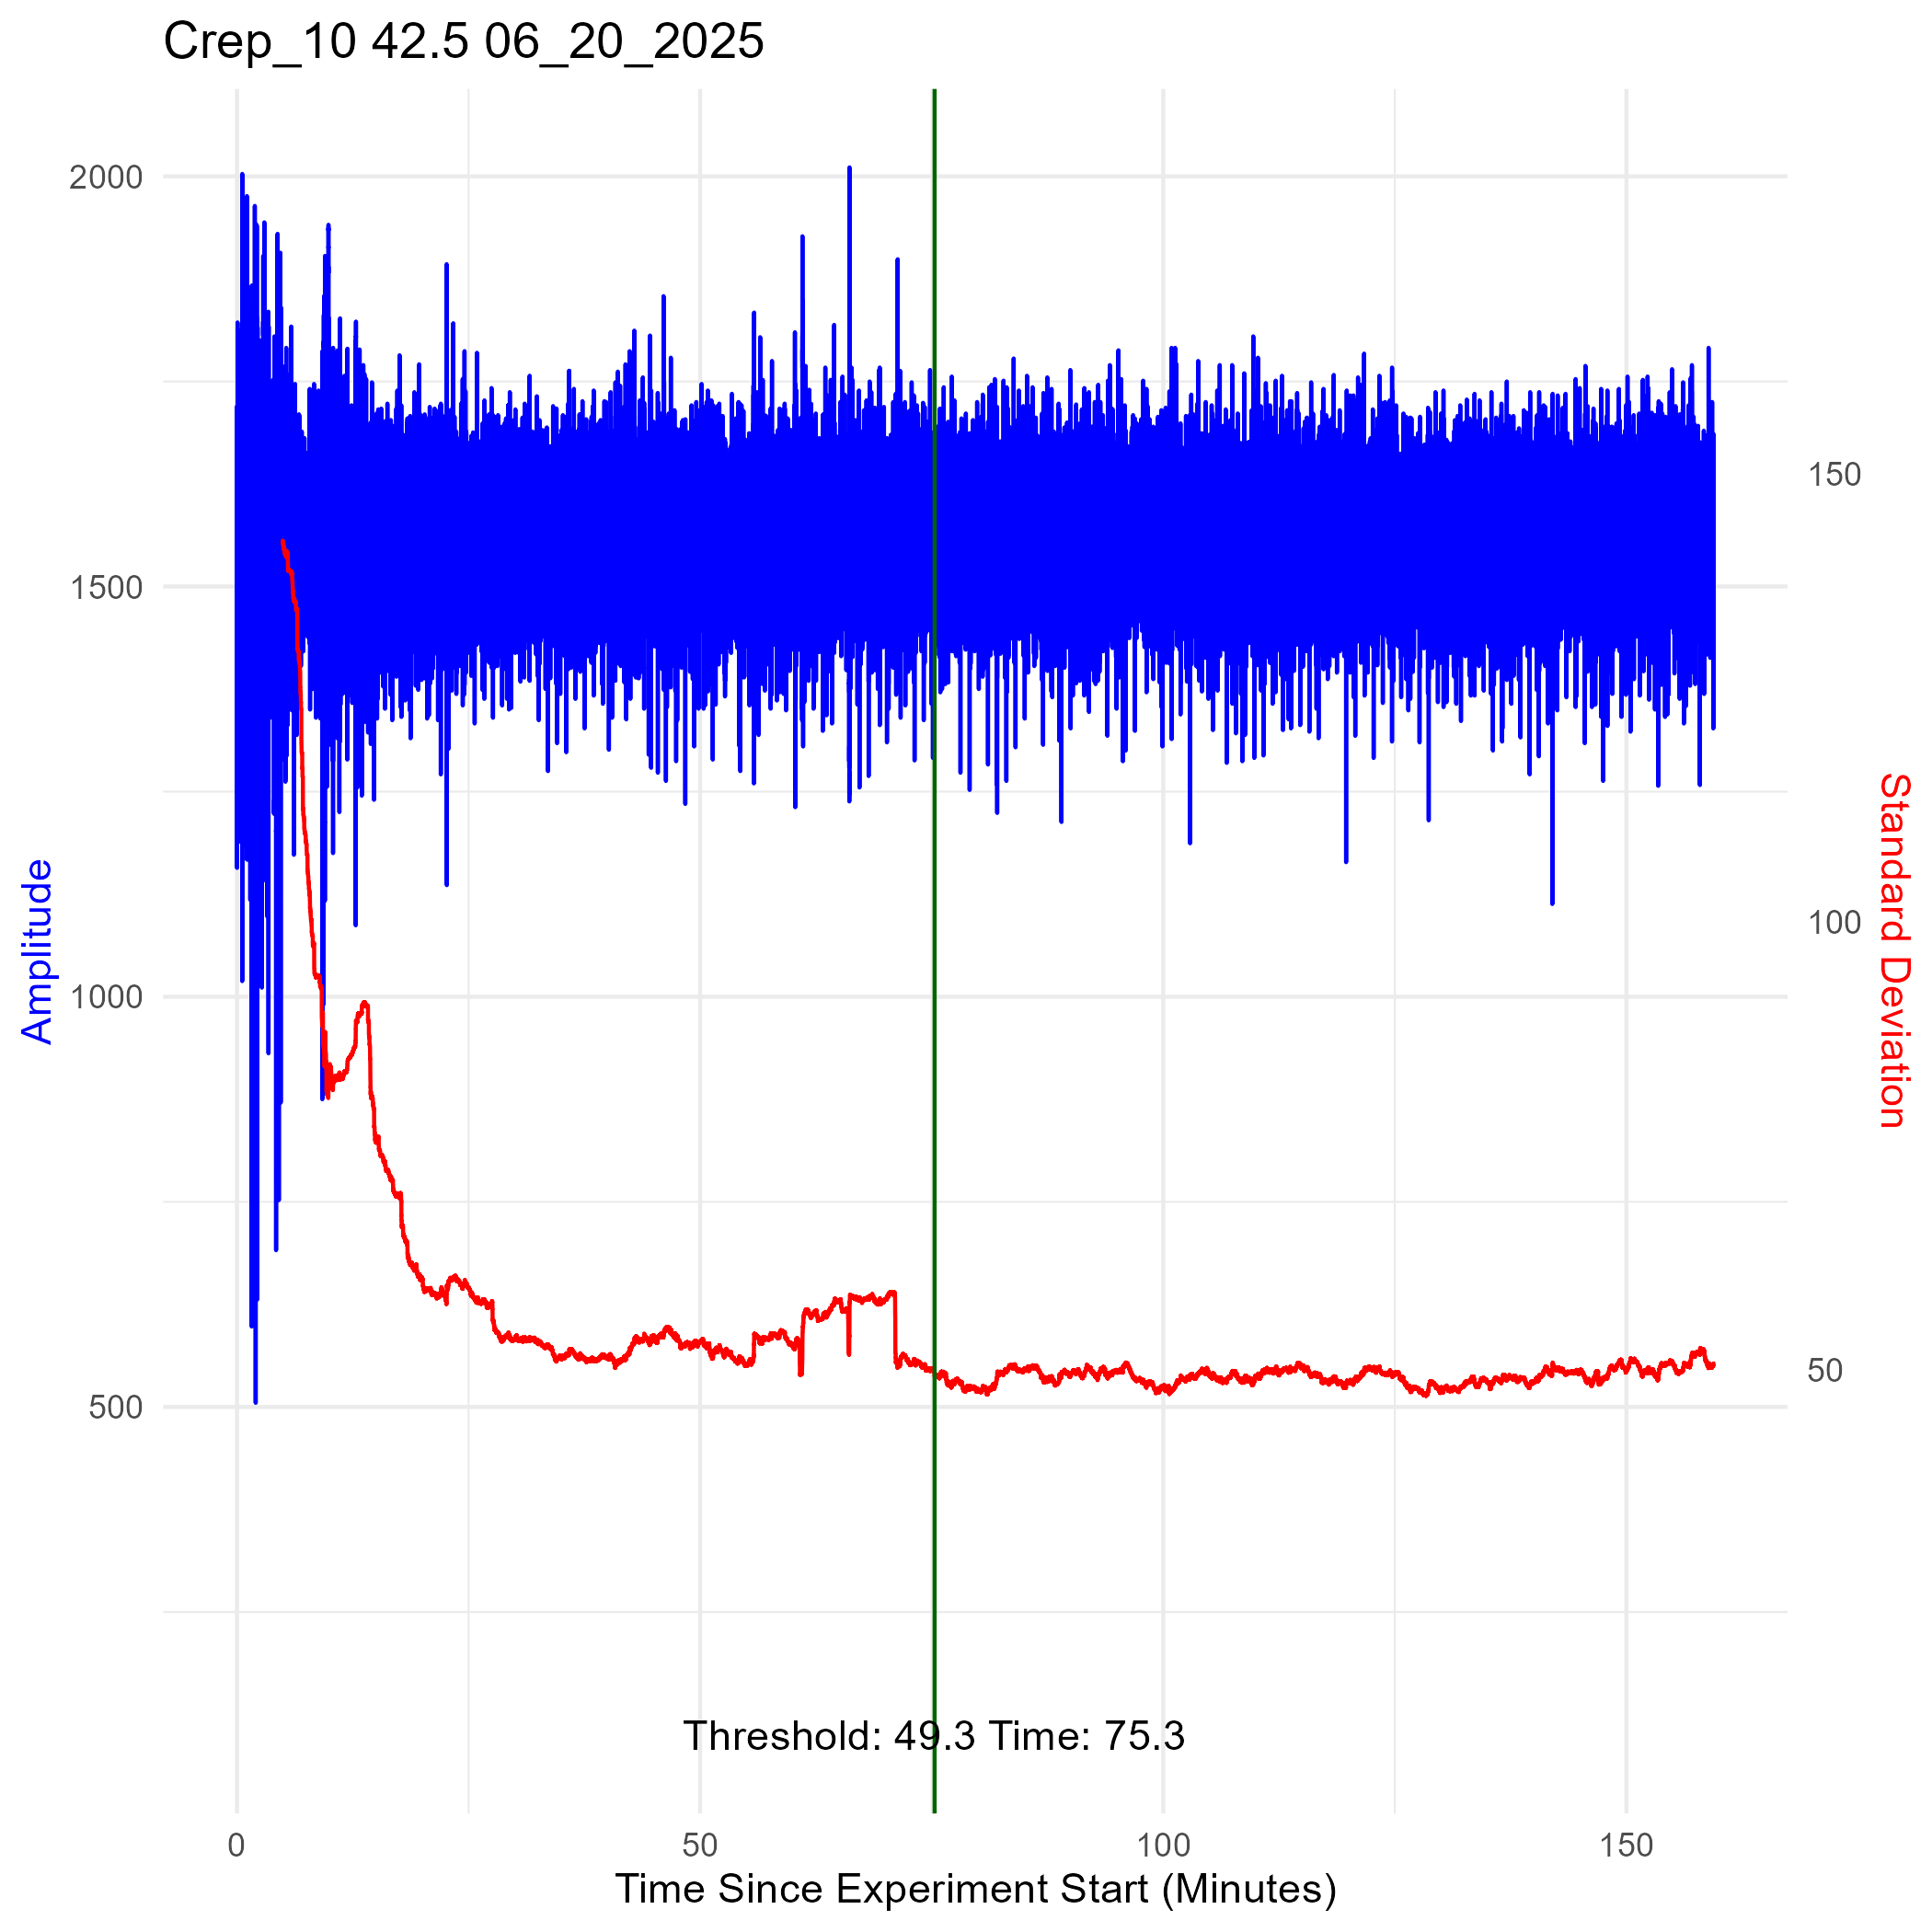 Crep_10 42.5 06_20_2025
2000
1500
1000
500
Amplitude
150
100
50
Standard Deviation
Threshold: 49.3 Time: 75.3
0 50 100 150
Time Since Experiment Start (Minutes)